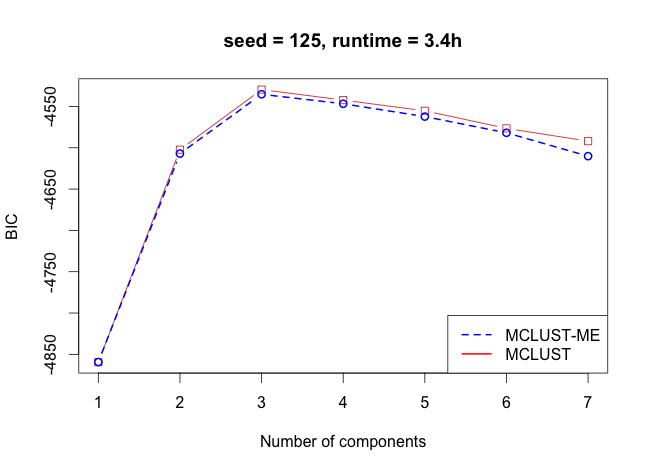 seed = 125, runtime = 3.4h
BIC
-4550
-4650
-4750
-4850
MCLUST-ME
MCLUST
1 2 3 4 5 6 7
Number of components